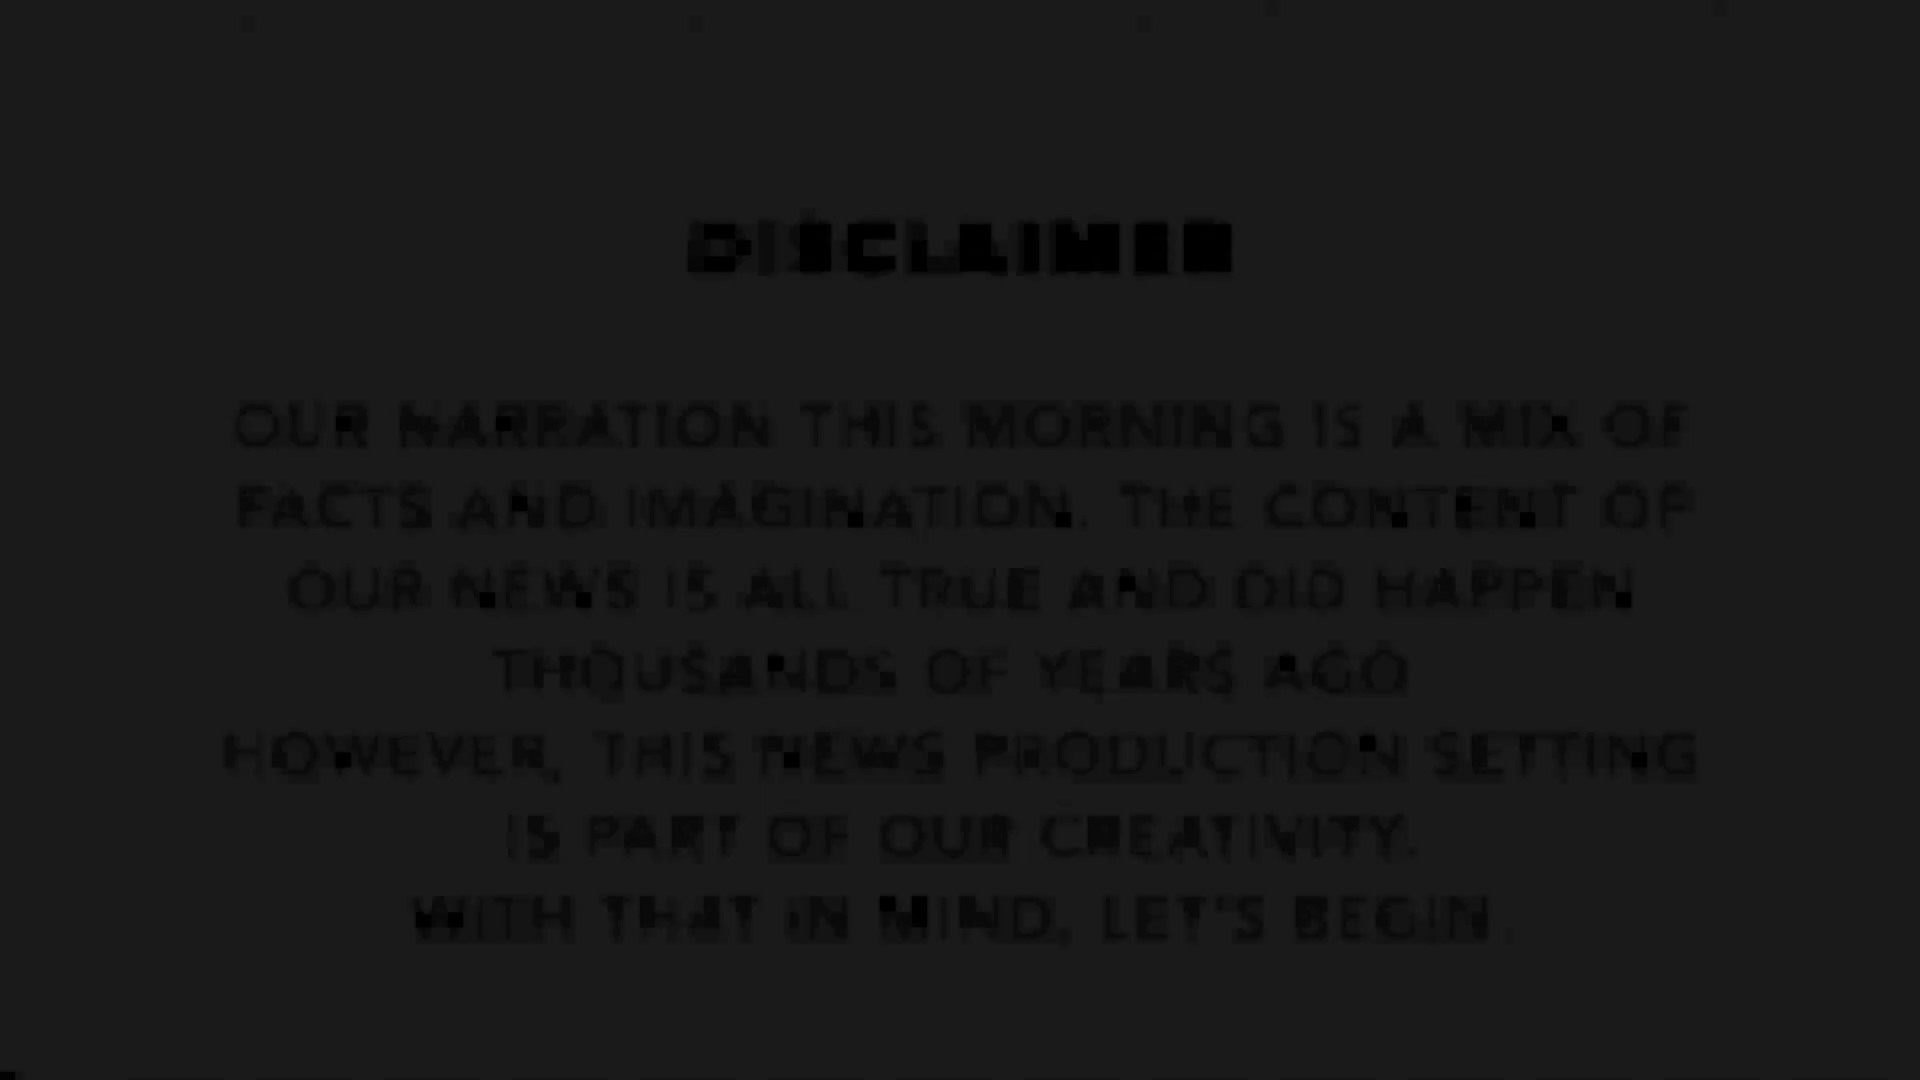 DISCLAIMER
OUR NARRATION THIS MORNING IS A MIX OF
FACTS AND IMAGINATION. THE CONTENT OF
OUR NEWS IS ALL TRUE AND DID HAPPEN
THOUSANDS OF YEARS AGO
HOWEVER, THIS NEWS PRODUCTION SETTING
IS PART OF OUR CREATIVITY.
WITH THAT IN MIND, LET'S BEGIN.